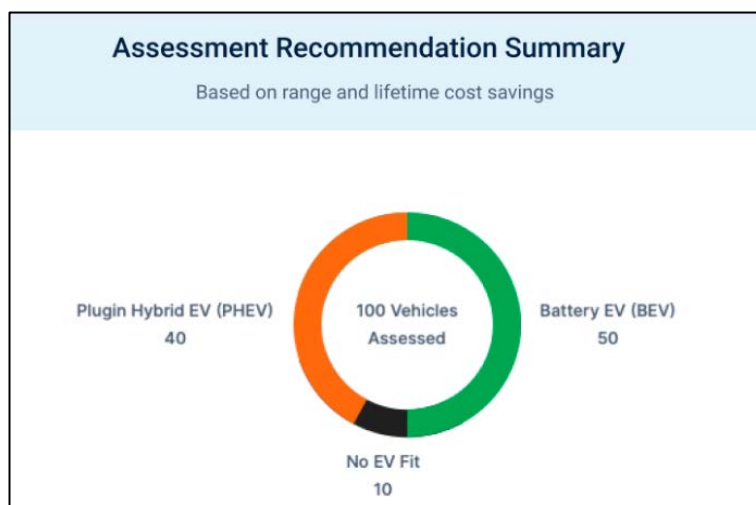 Assessment Recommendation Summary
Based on range and lifetime cost savings
Plugin Hybrid EV (PHEV)
40
100 Vehicles
Assessed
Battery EV (BEV)
50
No EV Fit
10